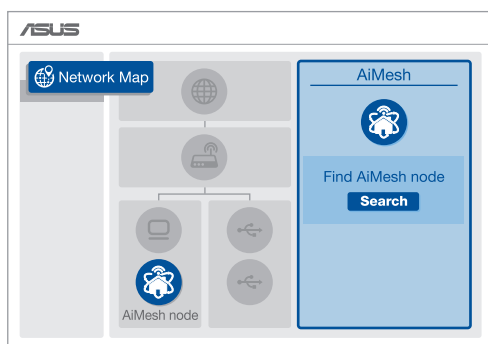 ASUS
Network Map
AiMesh
Find AiMesh node
Search
AiMesh node